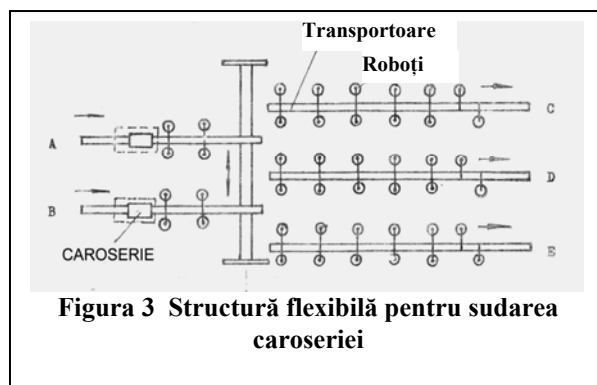 Transportoare
Roboți
C
A
D
B
E
CAROSERIE
Figura 3 Structură flexibilă pentru sudarea
caroseriei